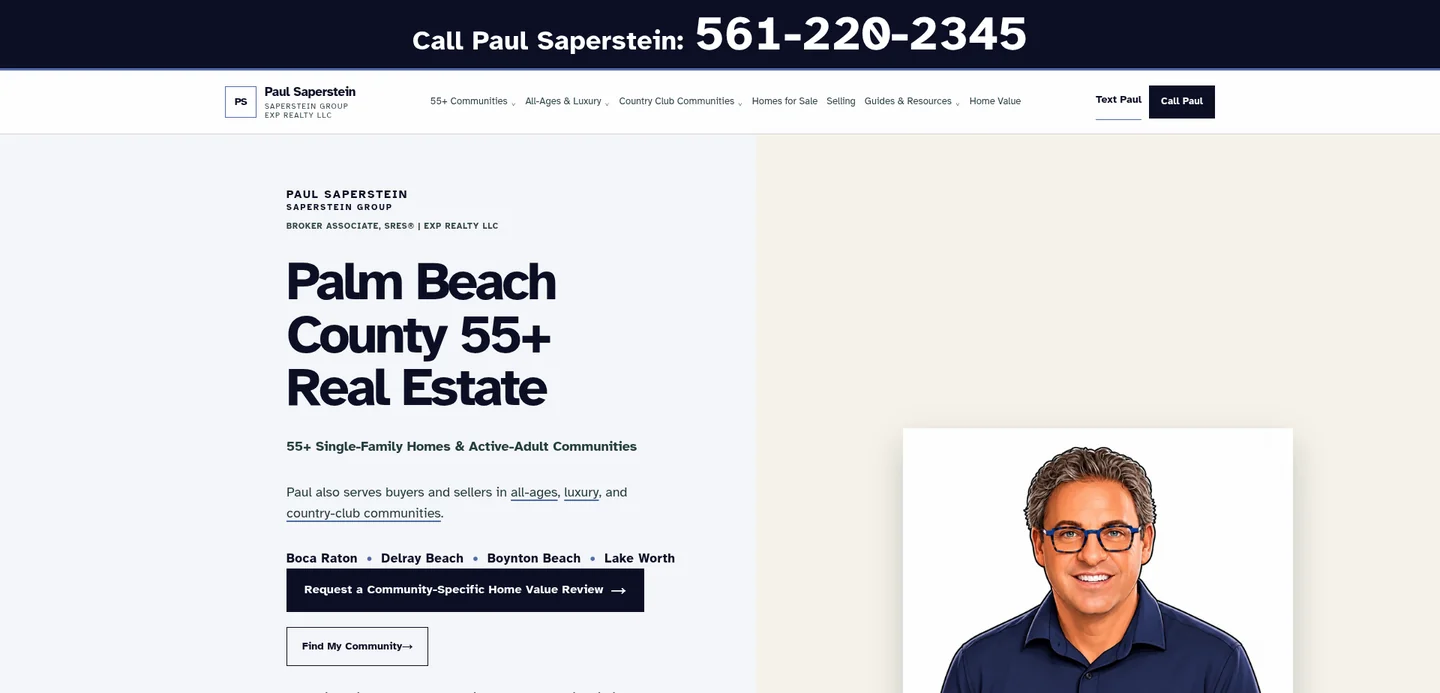 Call Paul Saperstein: 561-220-2345
PS
Paul Saperstein
SAPERSTEIN GROUP
EXP REALTY LLC
55+ Communities
All-Ages & Luxury
Country Club Communities
Homes for Sale
Selling
Guides & Resources
Home Value
Text Paul
Call Paul
PAUL SAPERSTEIN
SAPERSTEIN GROUP
BROKER ASSOCIATE, SRES® | EXP REALTY LLC
Palm Beach
County 55+
Real Estate
55+ Single-Family Homes & Active-Adult Communities
Paul also serves buyers and sellers in all-ages, luxury, and
country-club communities.
Boca Raton • Delray Beach • Boynton Beach • Lake Worth
Request a Community-Specific Home Value Review →
Find My Community→